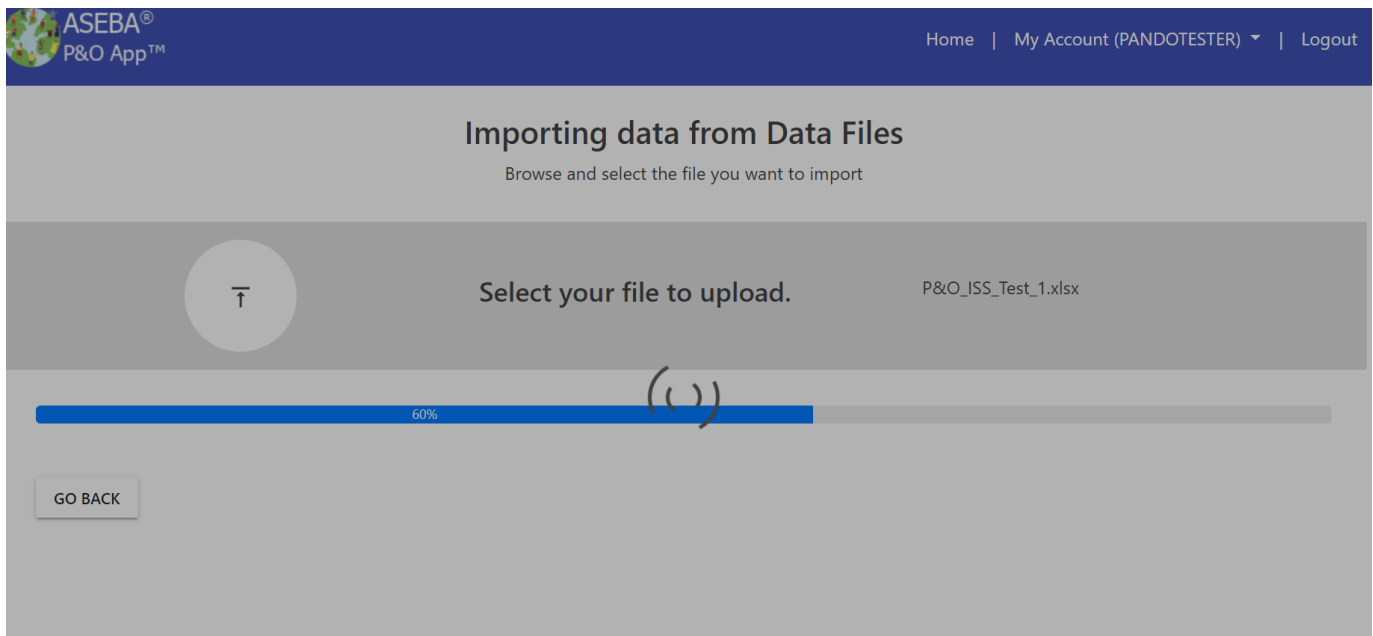 ASEBA®
P&O App™
Home | My Account (PANDOTESTER) | Logout
Importing data from Data Files
Browse and select the file you want to import
Select your file to upload.
P&O_ISS_Test_1.xlsx
60%
GO BACK